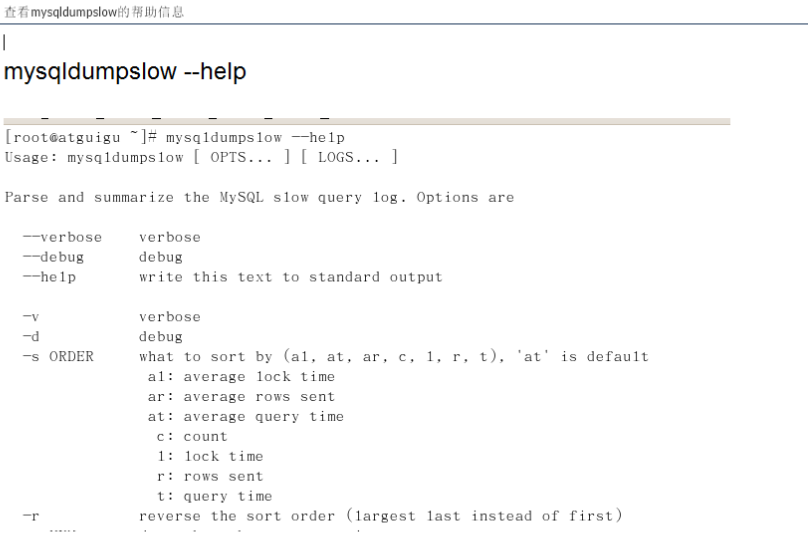 查看mysqldumpslow的帮助信息
mysqldumpslow --help
[root@atguigu ~]# mysqldumpslow --help
Usage: mysqldumpslow [ OPTS... ] [ LOGS... ]
Parse and summarize the MySQL slow query log. Options are
--verbose    verbose
--debug      debug
--help       write this text to standard output
-v           verbose
-d           debug
-s ORDER     what to sort by (al, at, ar, c, l, r, t), 'at' is default
al: average lock time
ar: average rows sent
at: average query time
c: count
l: lock time
r: rows sent
t: query time
-r           reverse the sort order (largest last instead of first)